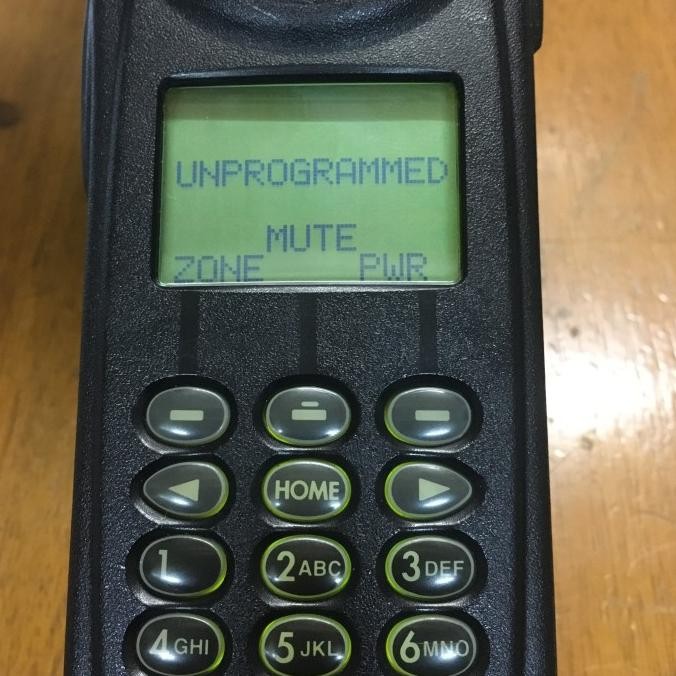 UNPROGRAMMED
MUTE
ZONE PWR
HOME
1 2ABC 3DEF
4GHI 5JKL 6MNO